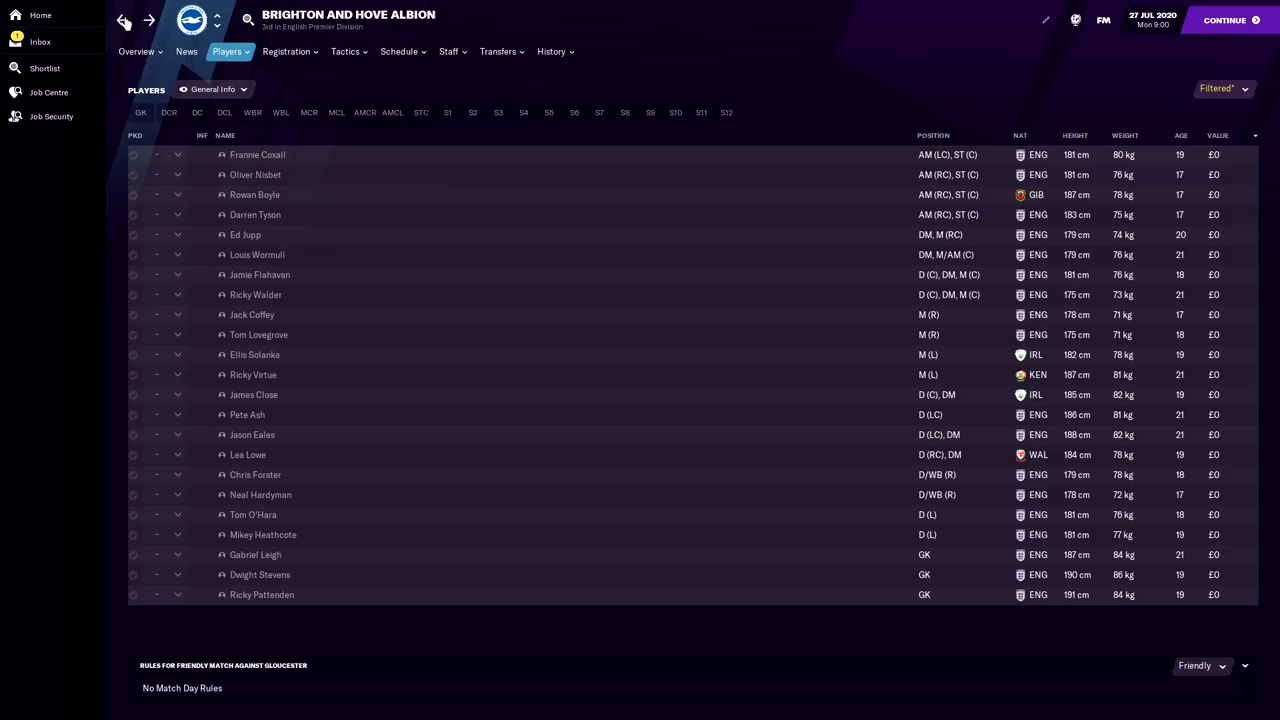 Home
1
Inbox
Shortlist
Job Centre
Job Security
BRIGHTON AND HOVE ALBION
3rd in English Premier Division
FM
27 JUL 2020
Mon 9:00
CONTINUE
Overview News Players Registration Tactics Schedule Staff Transfers History
PLAYERS General Info Filtered*
GK DCR DC DCL WBR WBL MCR MCL AMCR AMCL STC S1 S2 S3 S4 S5 S6 S7 S8 S9 S10 S11 S12
PKD INF NAME POSITION NAT HEIGHT WEIGHT AGE VALUE
- Frannie Coxall AM (LC), ST (C) ENG 181 cm 80 kg 19 £0
- Oliver Nisbet AM (RC), ST (C) ENG 181 cm 76 kg 17 £0
- Rowan Boyle AM (RC), ST (C) GIB 187 cm 78 kg 17 £0
- Darren Tyson AM (RC), ST (C) ENG 183 cm 75 kg 17 £0
- Ed Jupp DM, M (RC) ENG 179 cm 74 kg 20 £0
- Louis Wormull DM, M/AM (C) ENG 179 cm 76 kg 21 £0
- Jamie Flahavan D (C), DM, M (C) ENG 181 cm 76 kg 18 £0
- Ricky Walder D (C), DM, M (C) ENG 175 cm 73 kg 21 £0
- Jack Coffey M (R) ENG 178 cm 71 kg 17 £0
- Tom Lovegrove M (R) ENG 175 cm 71 kg 18 £0
- Ellis Solanke M (L) IRL 182 cm 78 kg 19 £0
- Ricky Virtue M (L) KEN 187 cm 81 kg 21 £0
- James Close D (C), DM IRL 185 cm 82 kg 19 £0
- Pete Ash D (LC) ENG 186 cm 81 kg 21 £0
- Jason Eales D (LC), DM ENG 188 cm 82 kg 21 £0
- Lea Lowe D (RC), DM WAL 184 cm 78 kg 19 £0
- Chris Forster D/WB (R) ENG 179 cm 78 kg 18 £0
- Neal Hardyman D/WB (R) ENG 178 cm 72 kg 17 £0
- Tom O'Hara D (L) ENG 181 cm 76 kg 18 £0
- Mikey Heathcote D (L) ENG 181 cm 77 kg 19 £0
- Gabriel Leigh GK ENG 187 cm 84 kg 21 £0
- Dwight Stevens GK ENG 190 cm 86 kg 19 £0
- Ricky Pattenden GK ENG 191 cm 84 kg 19 £0
RULES FOR FRIENDLY MATCH AGAINST GLOUCESTER Friendly
No Match Day Rules